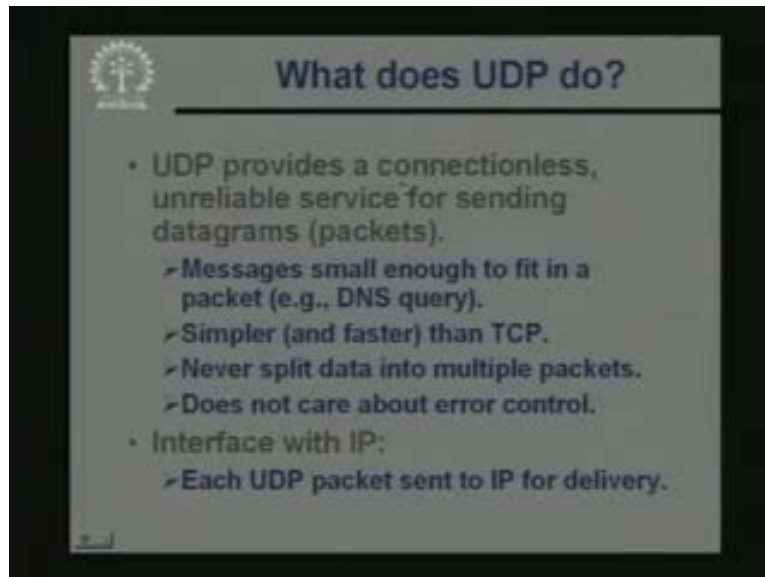 What does UDP do?
• UDP provides a connectionless,
unreliable service for sending
datagrams (packets).
➢Messages small enough to fit in a
packet (e.g., DNS query).
➢Simpler (and faster) than TCP.
➢Never split data into multiple packets.
➢Does not care about error control.
• Interface with IP:
➢Each UDP packet sent to IP for delivery.